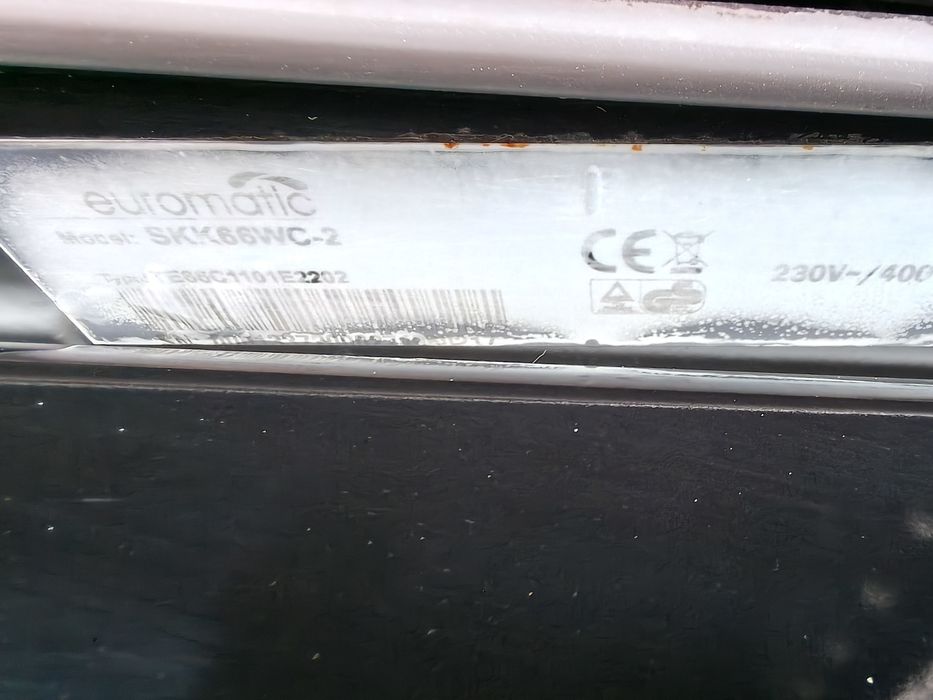 euromatic
Model: SKK66WC-2
Type: TE66C1101E2202
CE
230V~/400